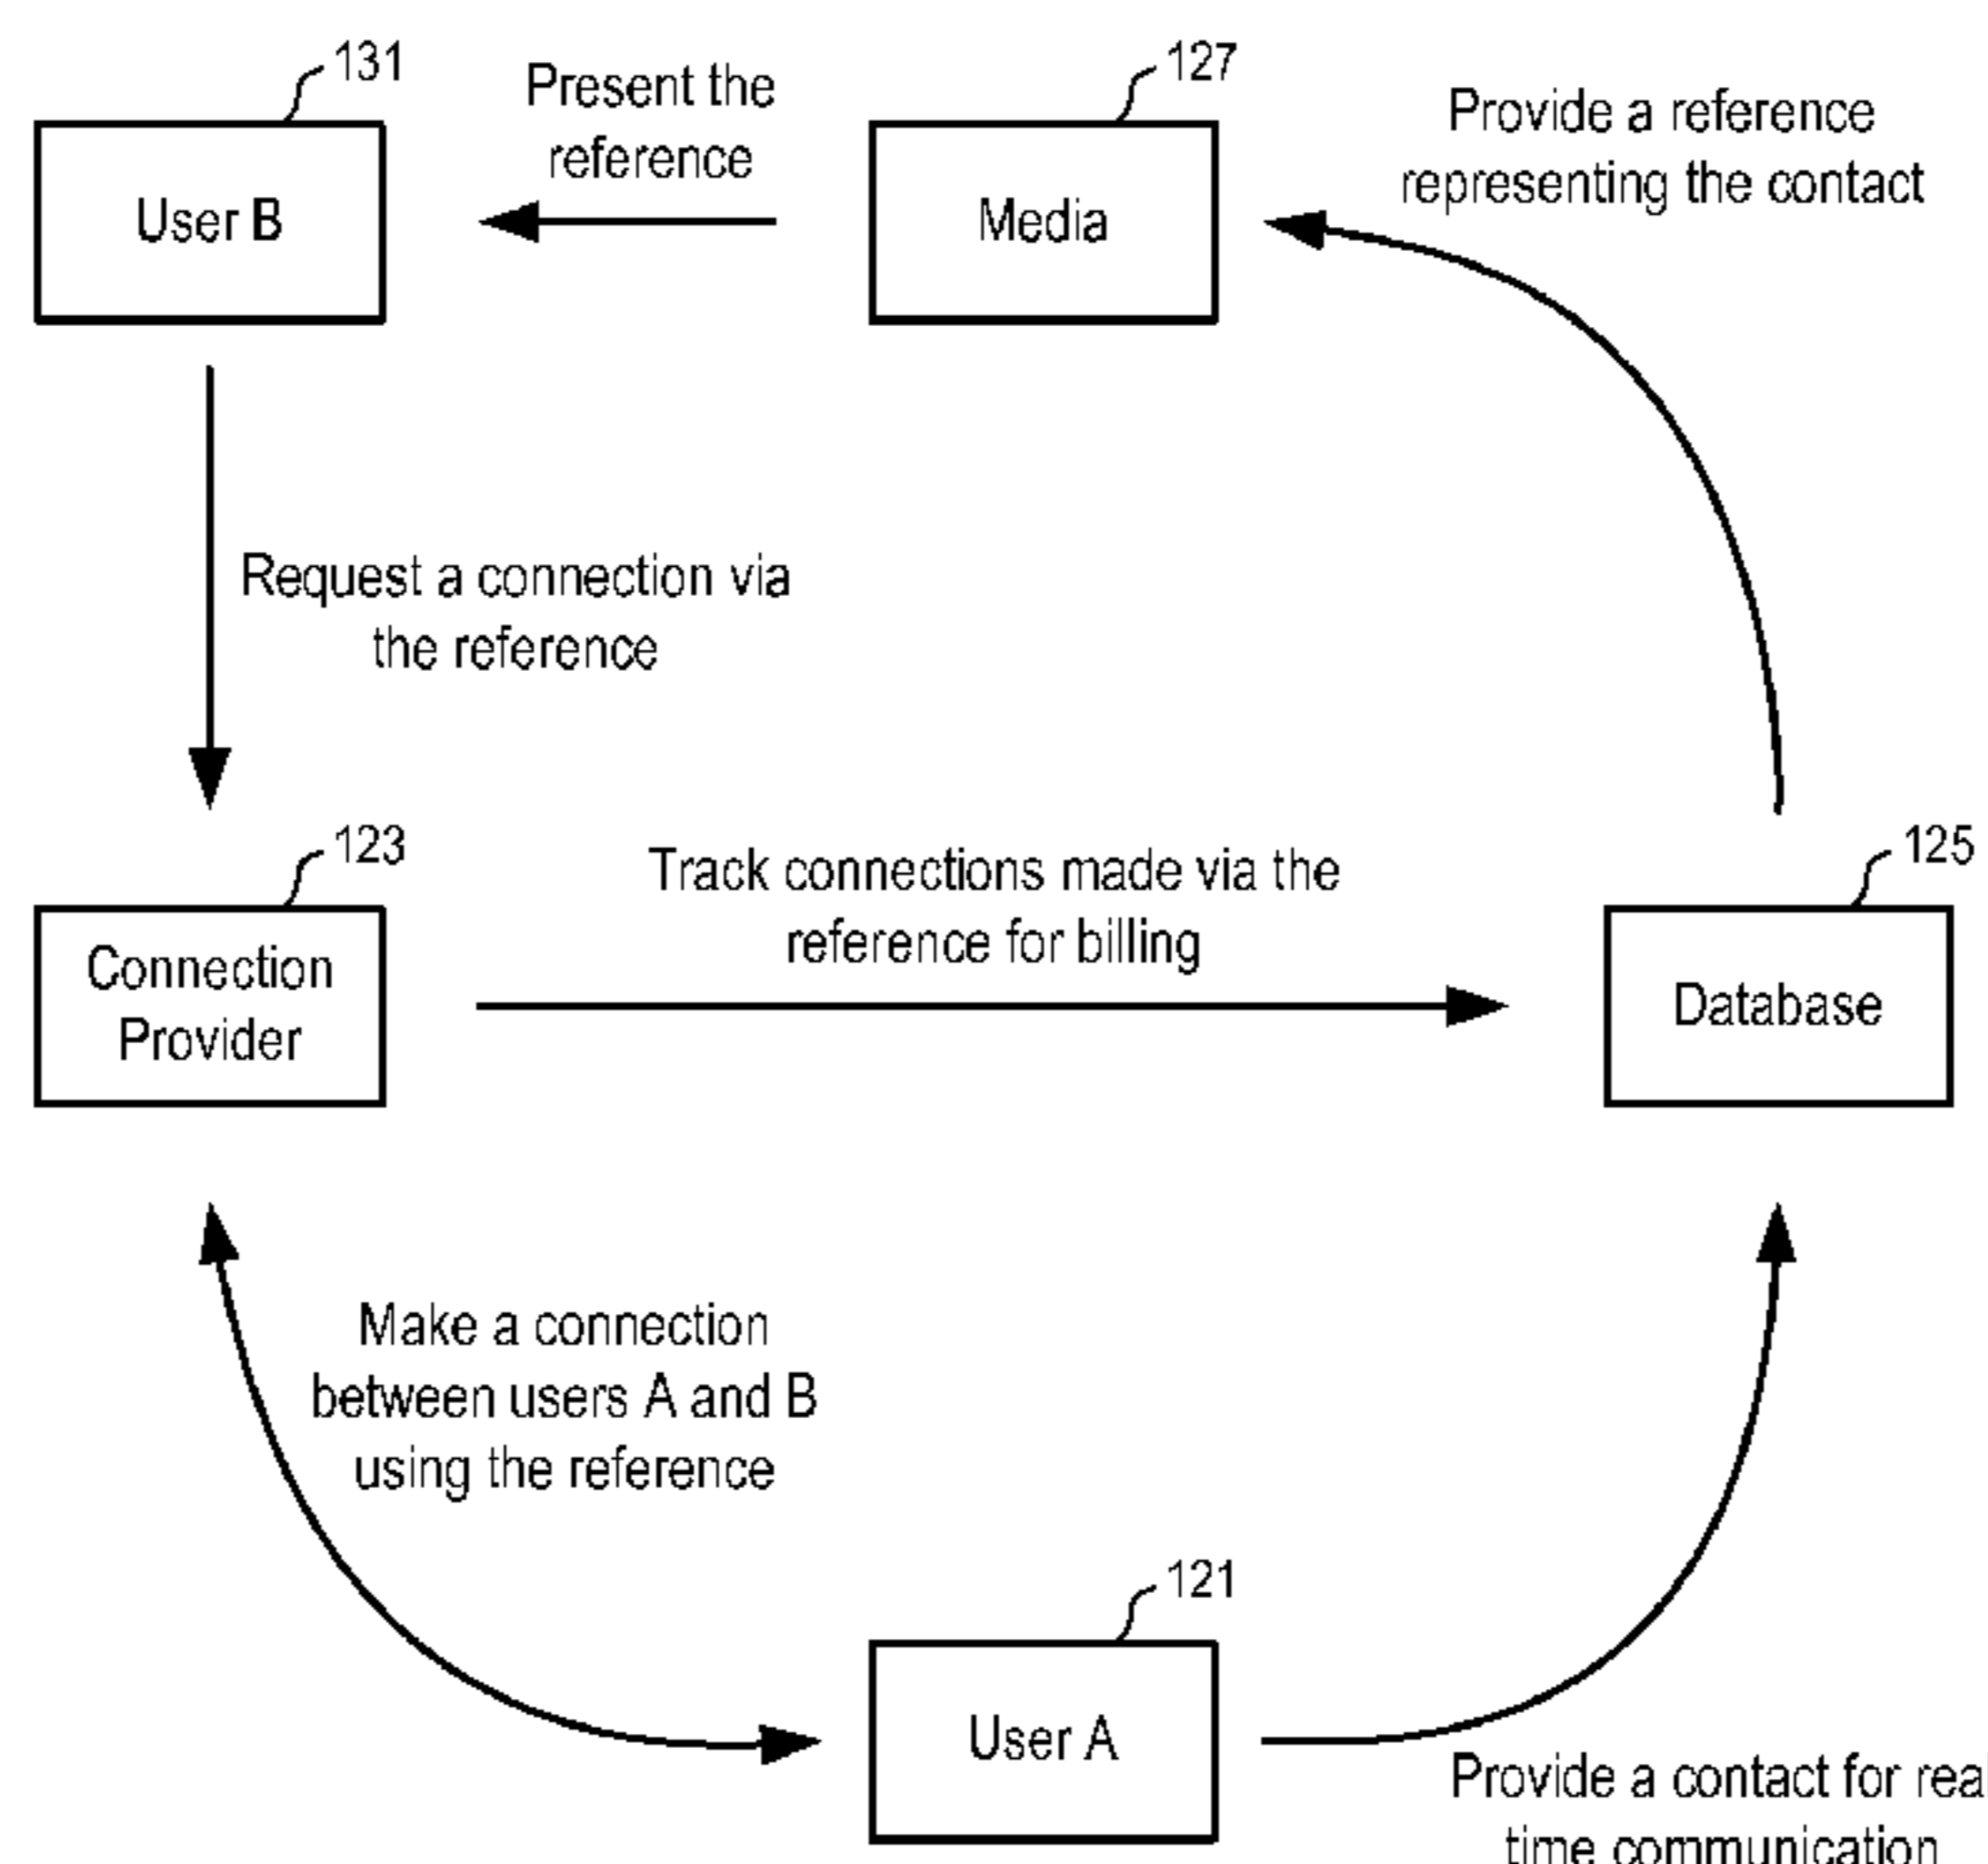 131
Present the
reference
127
Provide a reference
representing the contact
User B
Media
Request a connection via
the reference
123
Track connections made via the
reference for billing
125
Connection
Provider
Database
Make a connection
between users A and B
using the reference
121
User A
Provide a contact for real
time communication